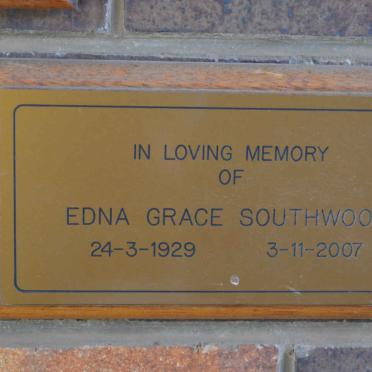 IN LOVING MEMORY
OF
EDNA GRACE SOUTHWOO
24-3-1929 3-11-2007